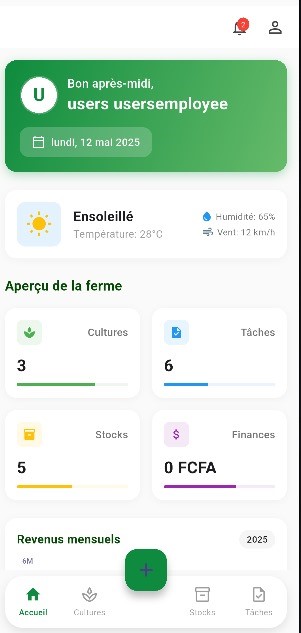 2
U
Bon après-midi,
users usersemployee
lundi, 12 mai 2025
Ensoleillé
Température: 28°C
Humidité: 65%
Vent: 12 km/h
Aperçu de la ferme
Cultures
3
Tâches
6
Stocks
5
$
Finances
0 FCFA
Revenus mensuels
2025
6M
Accueil
Cultures
Stocks
Tâches